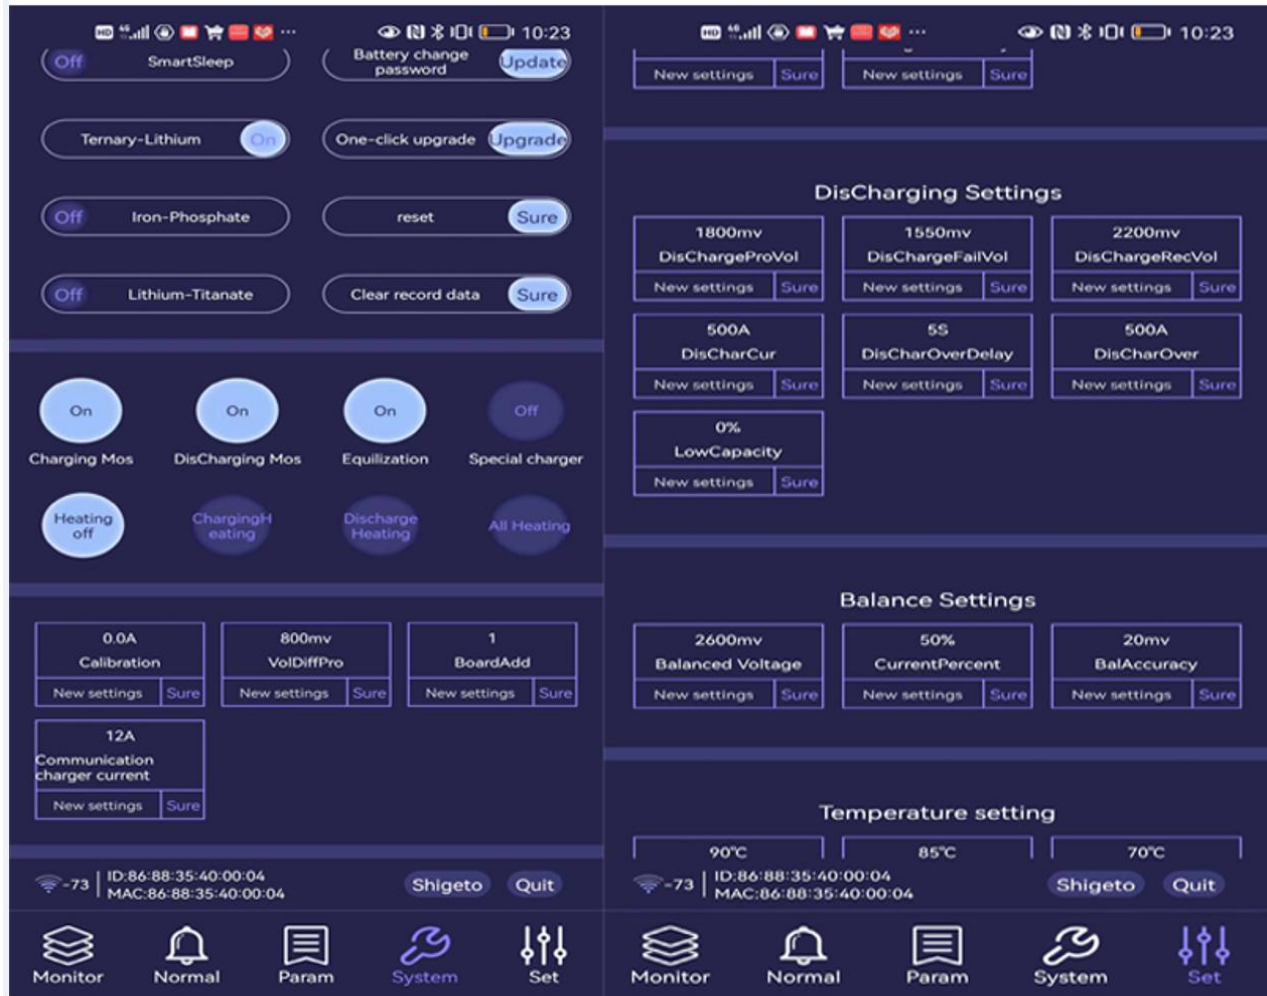 HD 4G 10:23
Off SmartSleep
Battery change
password
Update
Ternary-Lithium On
One-click upgrade Upgrade
Off Iron-Phosphate
reset Sure
Off Lithium-Titanate
Clear record data Sure
On On On Off
Charging Mos DisCharging Mos Equilization Special charger
Heating
off
ChargingH
eating
Discharge
Heating
All Heating
0.0A
Calibration
New settings Sure
800mv
VolDiffPro
New settings Sure
1
BoardAdd
New settings Sure
12A
Communication
charger current
New settings Sure
-73
ID:86:88:35:40:00:04
MAC:86:88:35:40:00:04
Shigeto Quit
Monitor Normal Param System Set
HD 4G 10:23
New settings Sure New settings Sure
DisCharging Settings
1800mv
DisChargeProVol
New settings Sure
1550mv
DisChargeFailVol
New settings Sure
2200mv
DisChargeRecVol
New settings Sure
500A
DisCharCur
New settings Sure
5S
DisCharOverDelay
New settings Sure
500A
DisCharOver
New settings Sure
0%
LowCapacity
New settings Sure
Balance Settings
2600mv
Balanced Voltage
New settings Sure
50%
CurrentPercent
New settings Sure
20mv
BalAccuracy
New settings Sure
Temperature setting
90℃ 85℃ 70℃
-73
ID:86:88:35:40:00:04
MAC:86:88:35:40:00:04
Shigeto Quit
Monitor Normal Param System Set